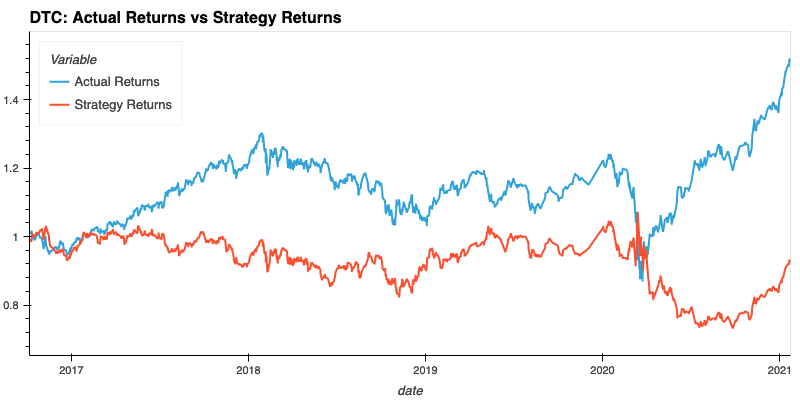 DTC: Actual Returns vs Strategy Returns
Variable
Actual Returns
Strategy Returns
1.4
1.2
1
0.8
2017 2018 2019 2020 2021
date